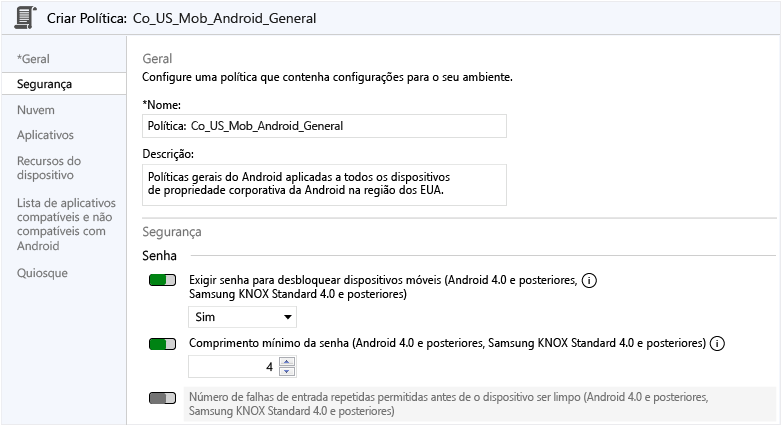 Criar Política: Co_US_Mob_Android_General
*Geral
Segurança
Nuvem
Aplicativos
Recursos do
dispositivo
Lista de aplicativos
compatíveis e não
compatíveis com
Android
Quiosque
Geral
Configure uma política que contenha configurações para o seu ambiente.
*Nome:
Política: Co_US_Mob_Android_General
Descrição:
Políticas gerais do Android aplicadas a todos os dispositivos
de propriedade corporativa da Android na região dos EUA.
Segurança
Senha
Exigir senha para desbloquear dispositivos móveis (Android 4.0 e posteriores,
Samsung KNOX Standard 4.0 e posteriores)
Sim
Comprimento mínimo da senha (Android 4.0 e posteriores, Samsung KNOX Standard 4.0 e posteriores)
4
Número de falhas de entrada repetidas permitidas antes de o dispositivo ser limpo (Android 4.0 e posteriores,
Samsung KNOX Standard 4.0 e posteriores)